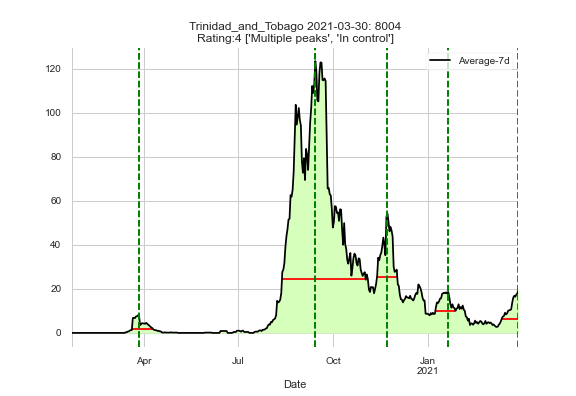 Trinidad_and_Tobago 2021-03-30: 8004
Rating:4 ['Multiple peaks', 'In control']
Average-7d
120
100
80
60
40
20
0
Apr
Jul
Oct
Jan
2021
Date